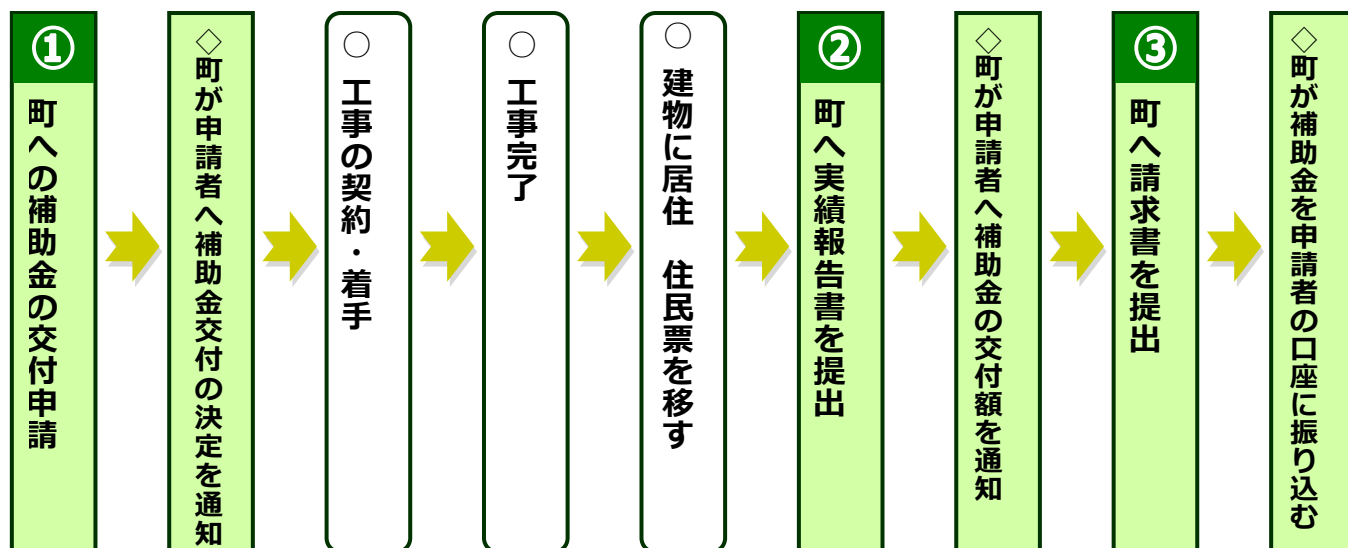 ①
町への補助金の交付申請
◇町が申請者へ補助金交付の決定を通知
○ 工事の契約・着手
○ 工事完了
○ 建物に居住 住民票を移す
②
町へ実績報告書を提出
◇町が申請者へ補助金の交付額を通知
③
町へ請求書を提出
◇町が補助金を申請者の口座に振り込む